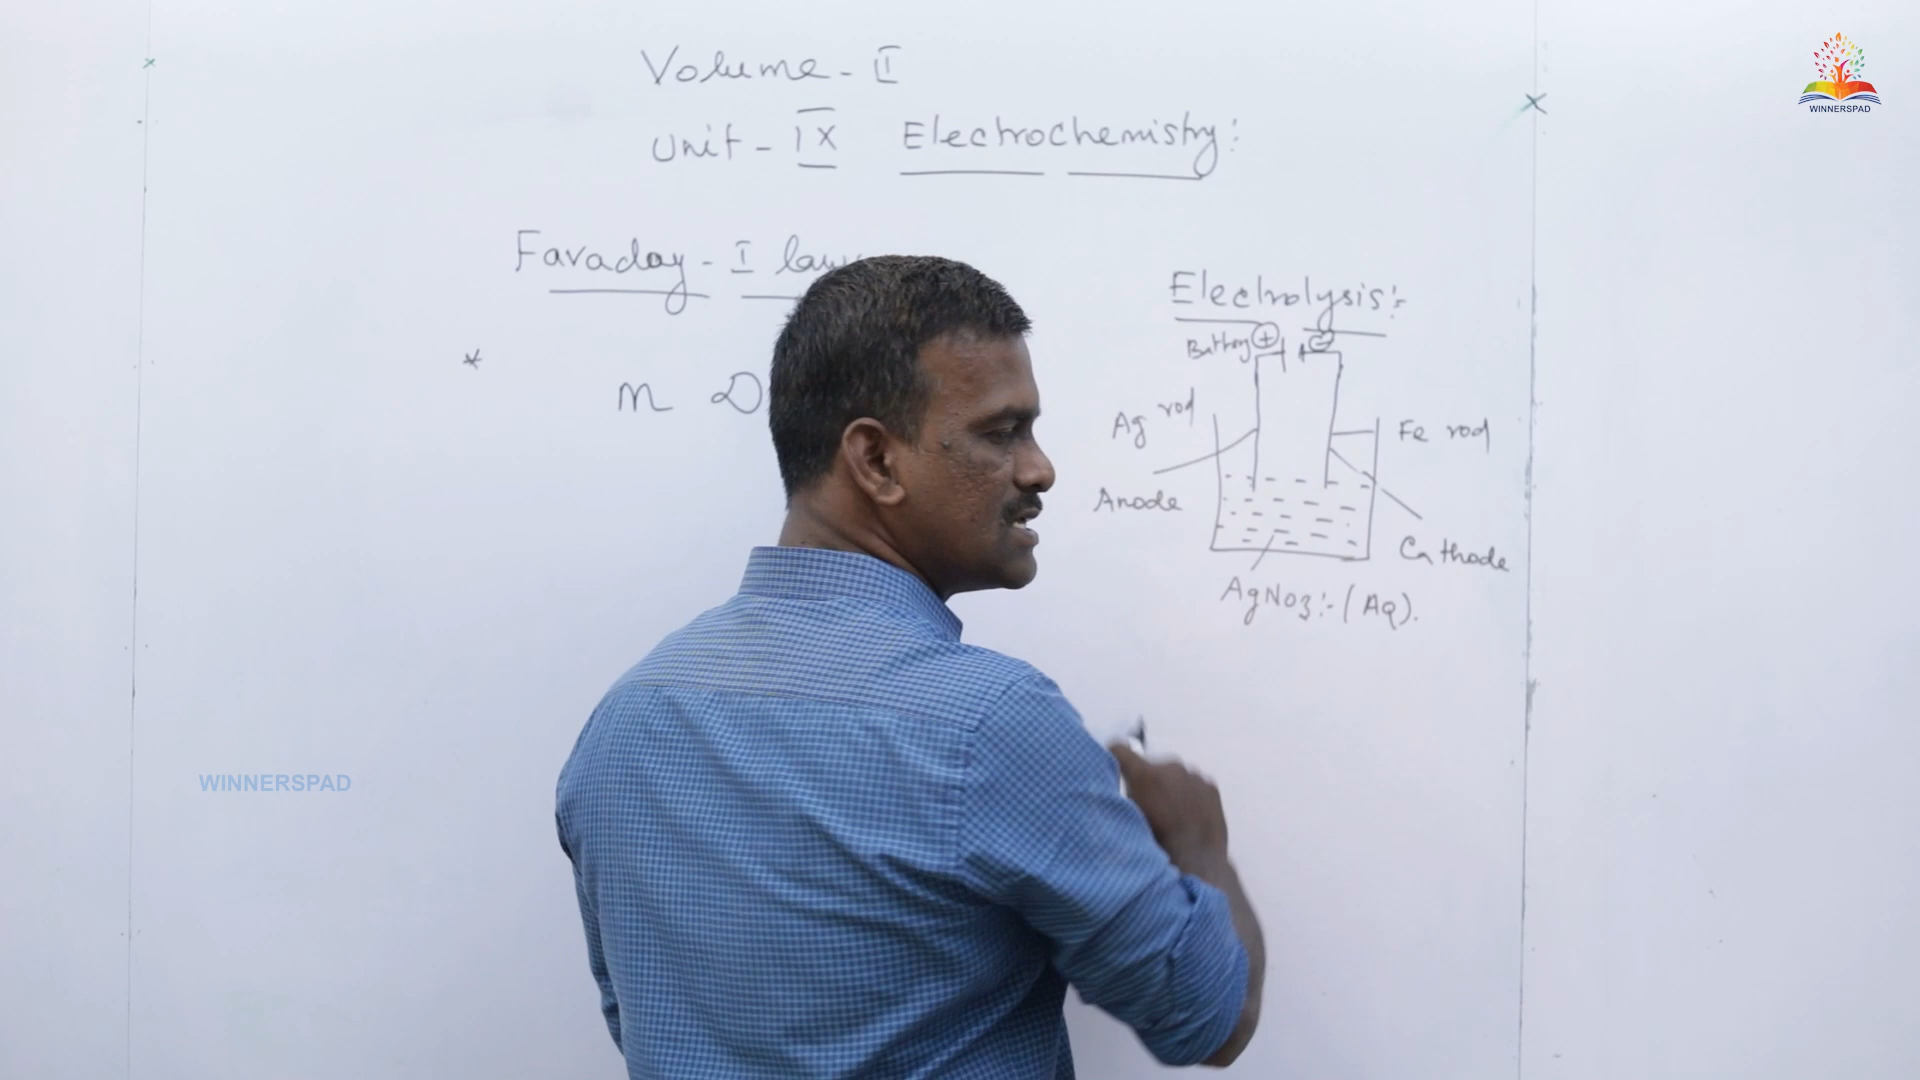 Volume - II
Unit - IX Electrochemistry:
Faraday - I law
Electrolysis:-
Battery + -
* m α
Ag rod
Fe rod
Anode
Cathode
AgNO3:- (Aq).
WINNERSPAD
WINNERSPAD